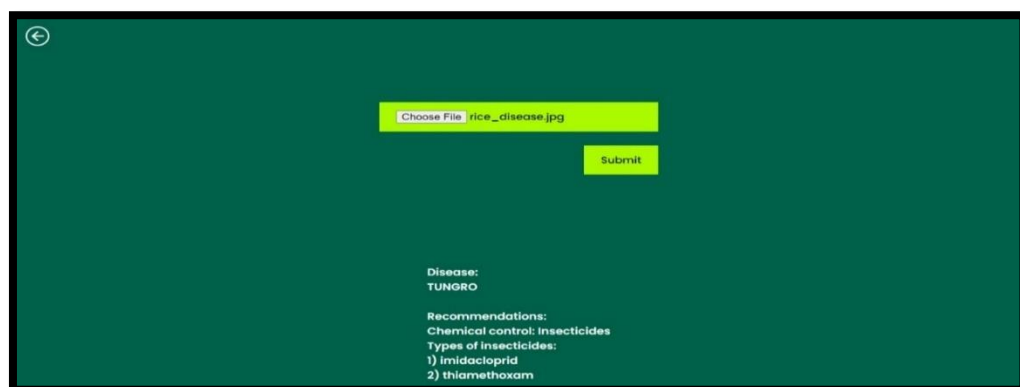 Choose File rice_disease.jpg
Submit
Disease:
TUNGRO
Recommendations:
Chemical control: Insecticides
Types of insecticides:
1) imidacloprid
2) thiamethoxam